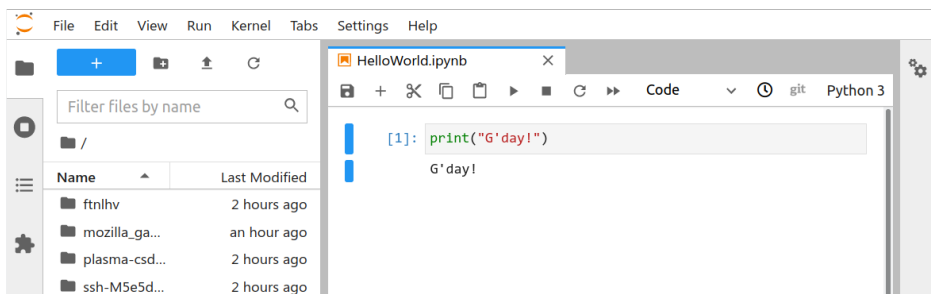 File Edit View Run Kernel Tabs Settings Help
HelloWorld.ipynb
Code git Python 3
Filter files by name
/
Name Last Modified
ftnlhv 2 hours ago
mozilla_ga... an hour ago
plasma-csd... 2 hours ago
ssh-M5e5d... 2 hours ago
[1]: print("G'day!")
G'day!